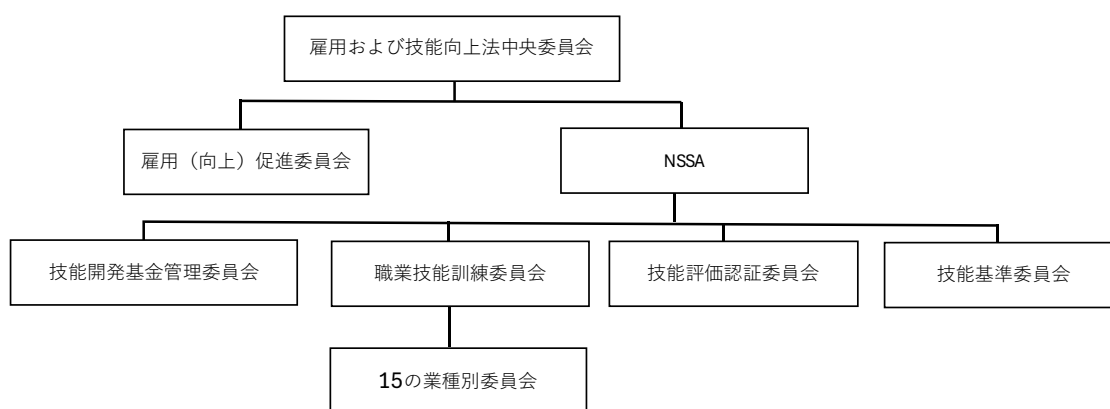 雇用および技能向上法中央委員会
雇用（向上）促進委員会
NSSA
技能開発基金管理委員会
職業技能訓練委員会
技能評価認証委員会
技能基準委員会
15の業種別委員会